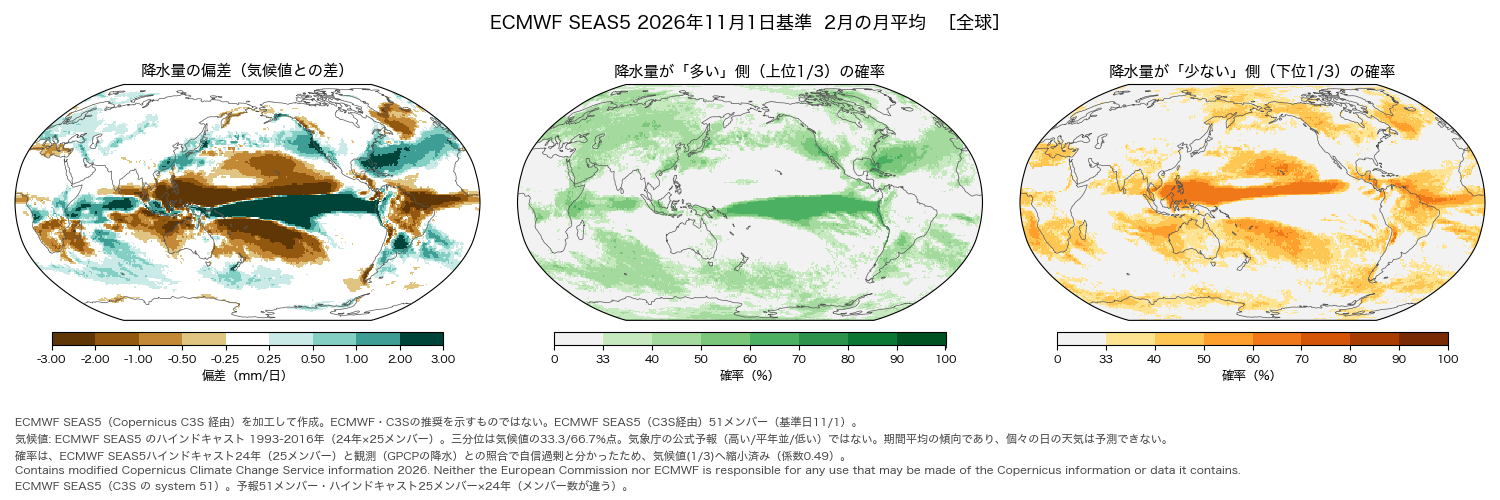 ECMWF SEAS5 2026年11月1日基準 2月の月平均 ［全球］
降水量の偏差（気候値との差）
降水量が「多い」側（上位1/3）の確率
降水量が「少ない」側（下位1/3）の確率
-3.00 -2.00 -1.00 -0.50 -0.25 0.25 0.50 1.00 2.00 3.00
偏差（mm/日）
0 33 40 50 60 70 80 90 100
確率（%）
0 33 40 50 60 70 80 90 100
確率（%）
ECMWF SEAS5（Copernicus C3S 経由）を加工して作成。ECMWF・C3Sの推奨を示すものではない。ECMWF SEAS5（C3S経由）51メンバー（基準日11/1）。
気候値: ECMWF SEAS5 のハインドキャスト 1993-2016年（24年×25メンバー）。三分位は気候値の33.3/66.7%点。気象庁の公式予報（高い/平年並/低い）ではない。期間平均の傾向であり、個々の日の天気は予測できない。
確率は、ECMWF SEAS5ハインドキャスト24年（25メンバー）と観測（GPCPの降水）との照合で自信過剰と分かったため、気候値(1/3)へ縮小済み（係数0.49）。
Contains modified Copernicus Climate Change Service information 2026. Neither the European Commission nor ECMWF is responsible for any use that may be made of the Copernicus information or data it contains.
ECMWF SEAS5（C3S の system 51）。予報51メンバー・ハインドキャスト25メンバー×24年（メンバー数が違う）。